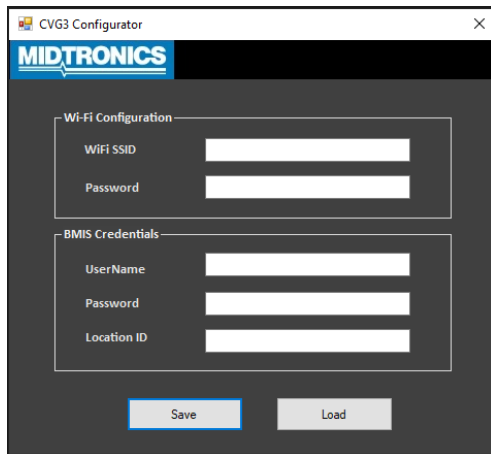 CVG3 Configurator
MIDTRONICS
Wi-Fi Configuration
WiFi SSID
Password
BMIS Credentials
UserName
Password
Location ID
Save Load